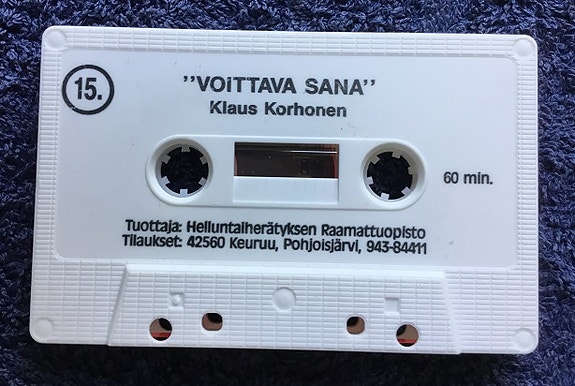 15.
”VOiTTAVA SANA”
Klaus Korhonen
60 min.
Tuottaja: Helluntaiherätyksen Raamattuopisto
Tilaukset: 42560 Keuruu, Pohjoisjärvi, 943-84411